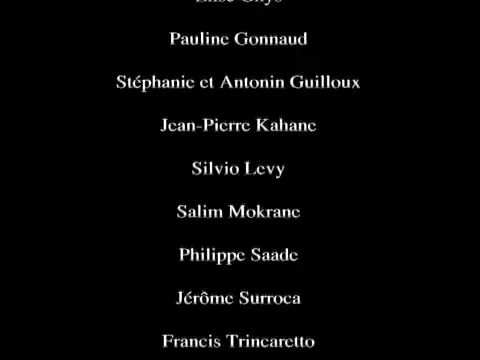 Pauline Gonnaud
Stéphanie et Antonin Guilloux
Jean-Pierre Kahane
Silvio Levy
Salim Mokrane
Philippe Saade
Jérôme Surroca
Francis Trincaretto